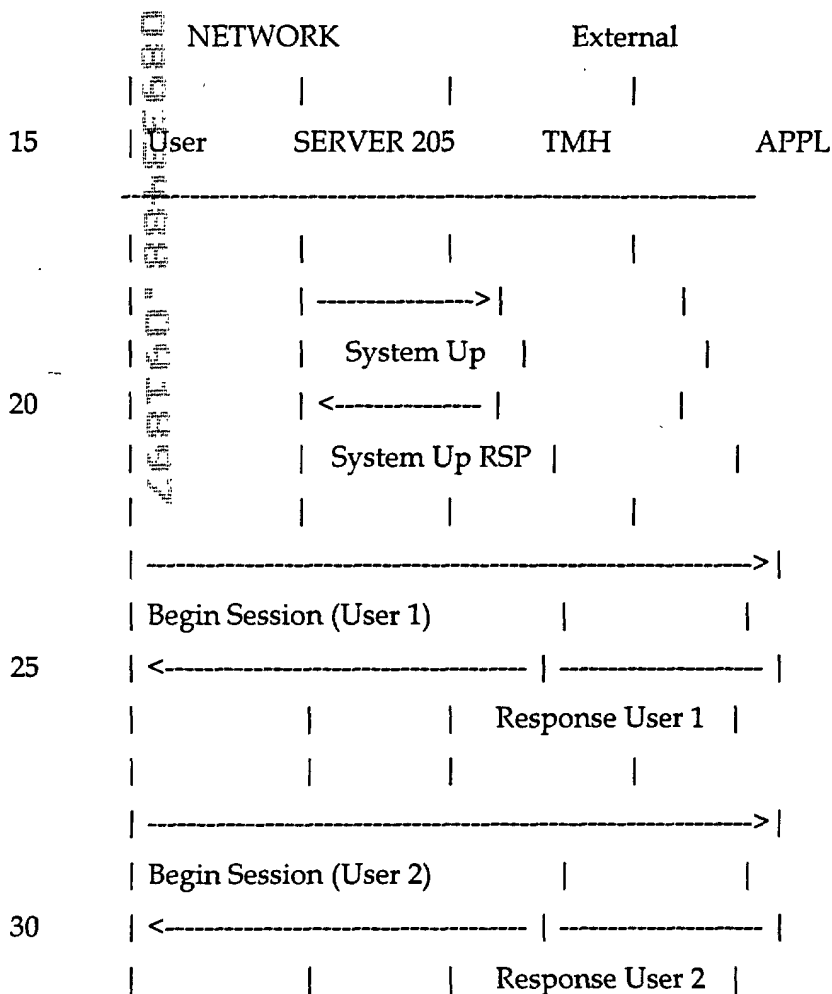 NETWORK External
| | | |
15 | User SERVER 205 TMH APPL
------------------------------------------------------------
| | | |
| | ---------------->| |
| | System Up | |
20 | | <--------------- | |
| | System Up RSP | |
| | | |
| ------------------------------------------------------------>|
| Begin Session (User 1) | |
25 | <------------------------------------ | -------------------- |
| | | Response User 1 |
| | | |
| ------------------------------------------------------------>|
| Begin Session (User 2) | |
30 | <------------------------------------ | -------------------- |
| | | Response User 2 |